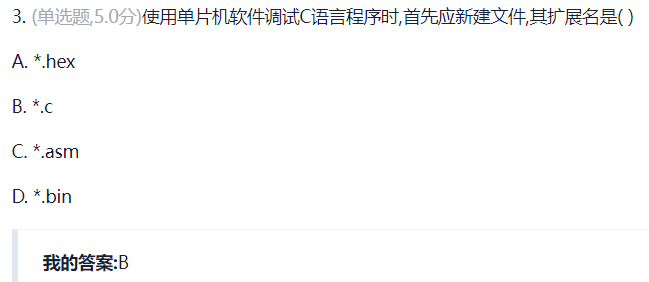 3. (单选题,5.0分)使用单片机软件调试C语言程序时,首先应新建文件,其扩展名是( )
A. *.hex
B. *.c
C. *.asm
D. *.bin
我的答案:B